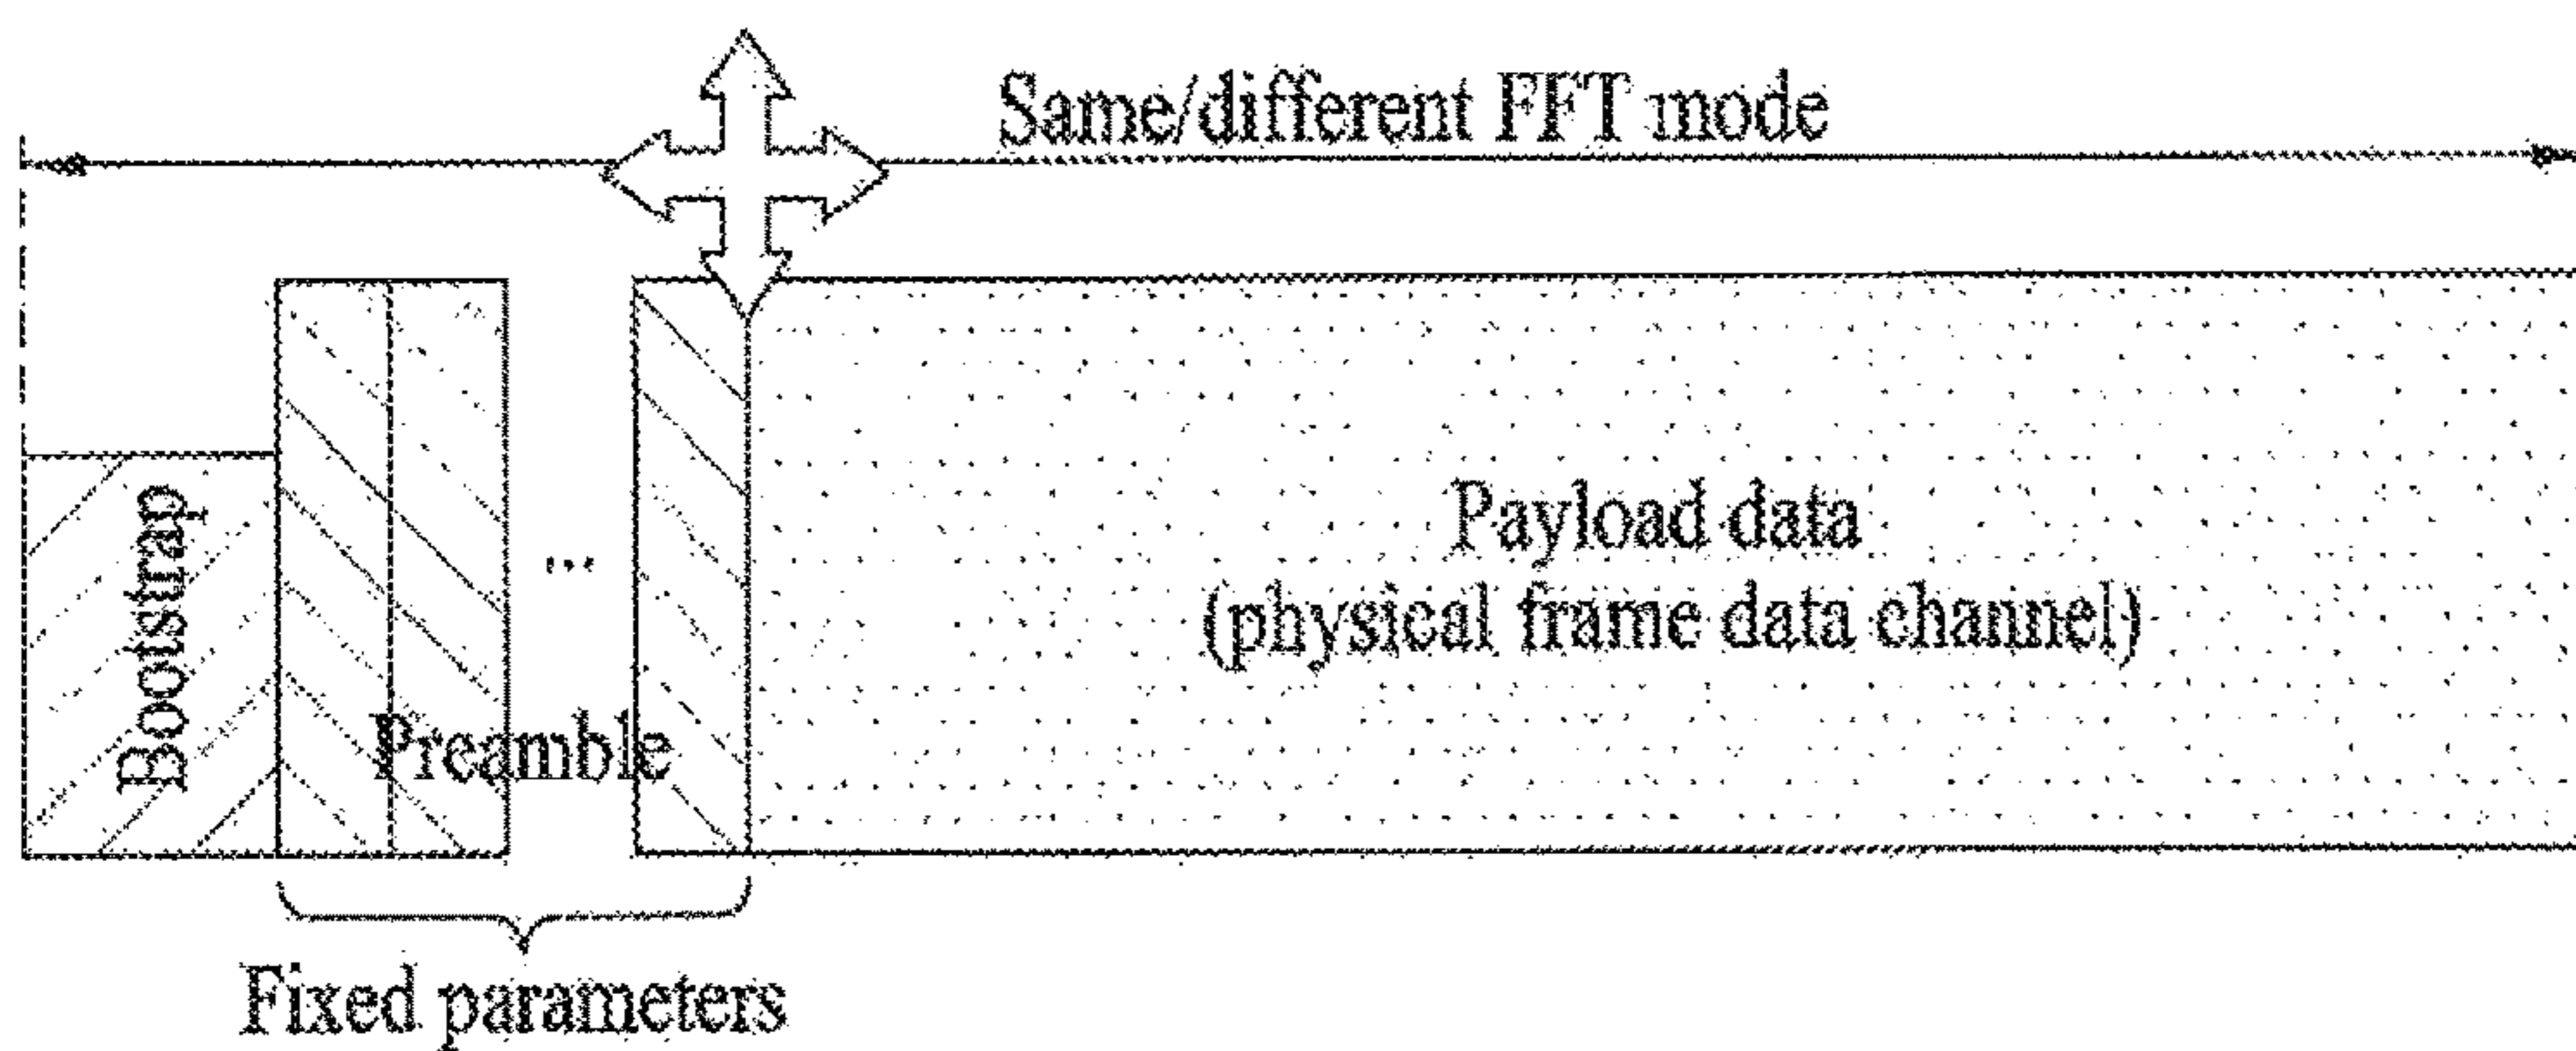 Same/different FFT mode
Bootstrap
Preamble
...
Payload data
(physical frame data channel)
Fixed parameters